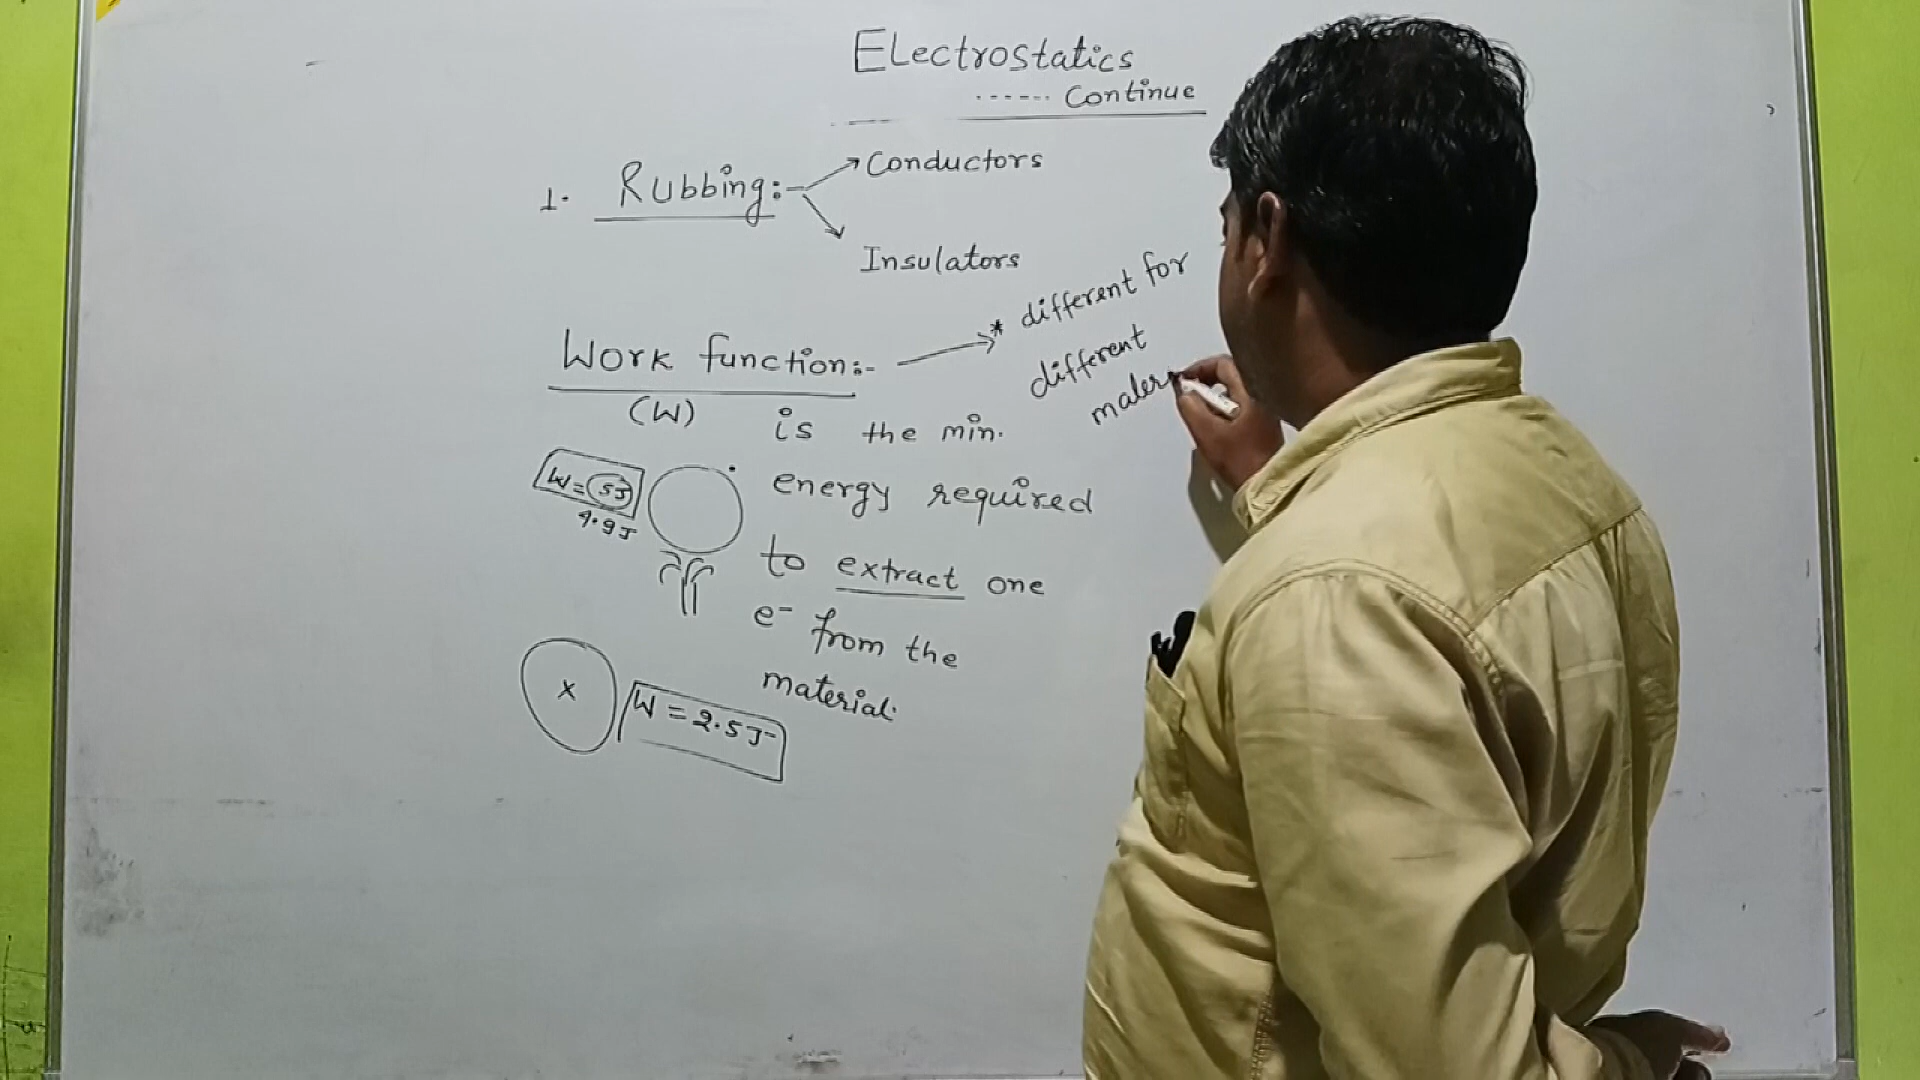 Electrostatics
...... Continue
1. Rubbing:- Conductors
Insulators
Work function:- * different for
different
mater
(W) is the min.
W = 5J
4.9J
energy required
to extract one
e- from the
material.
x
W = 2.5J